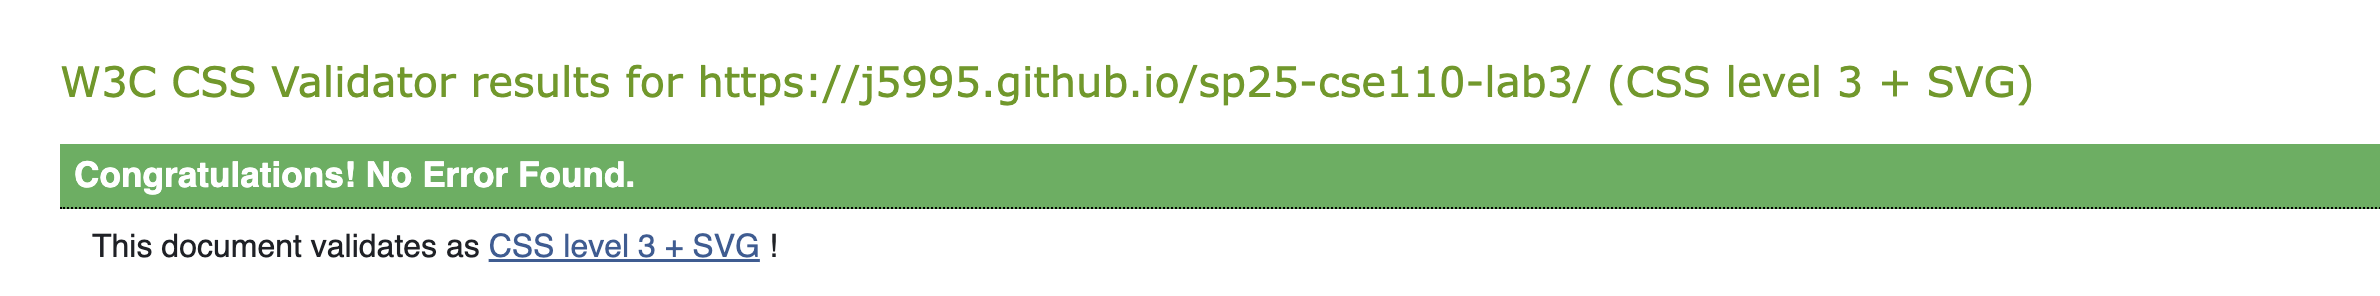 W3C CSS Validator results for https://j5995.github.io/sp25-cse110-lab3/ (CSS level 3 + SVG)
Congratulations! No Error Found.
This document validates as CSS level 3 + SVG !